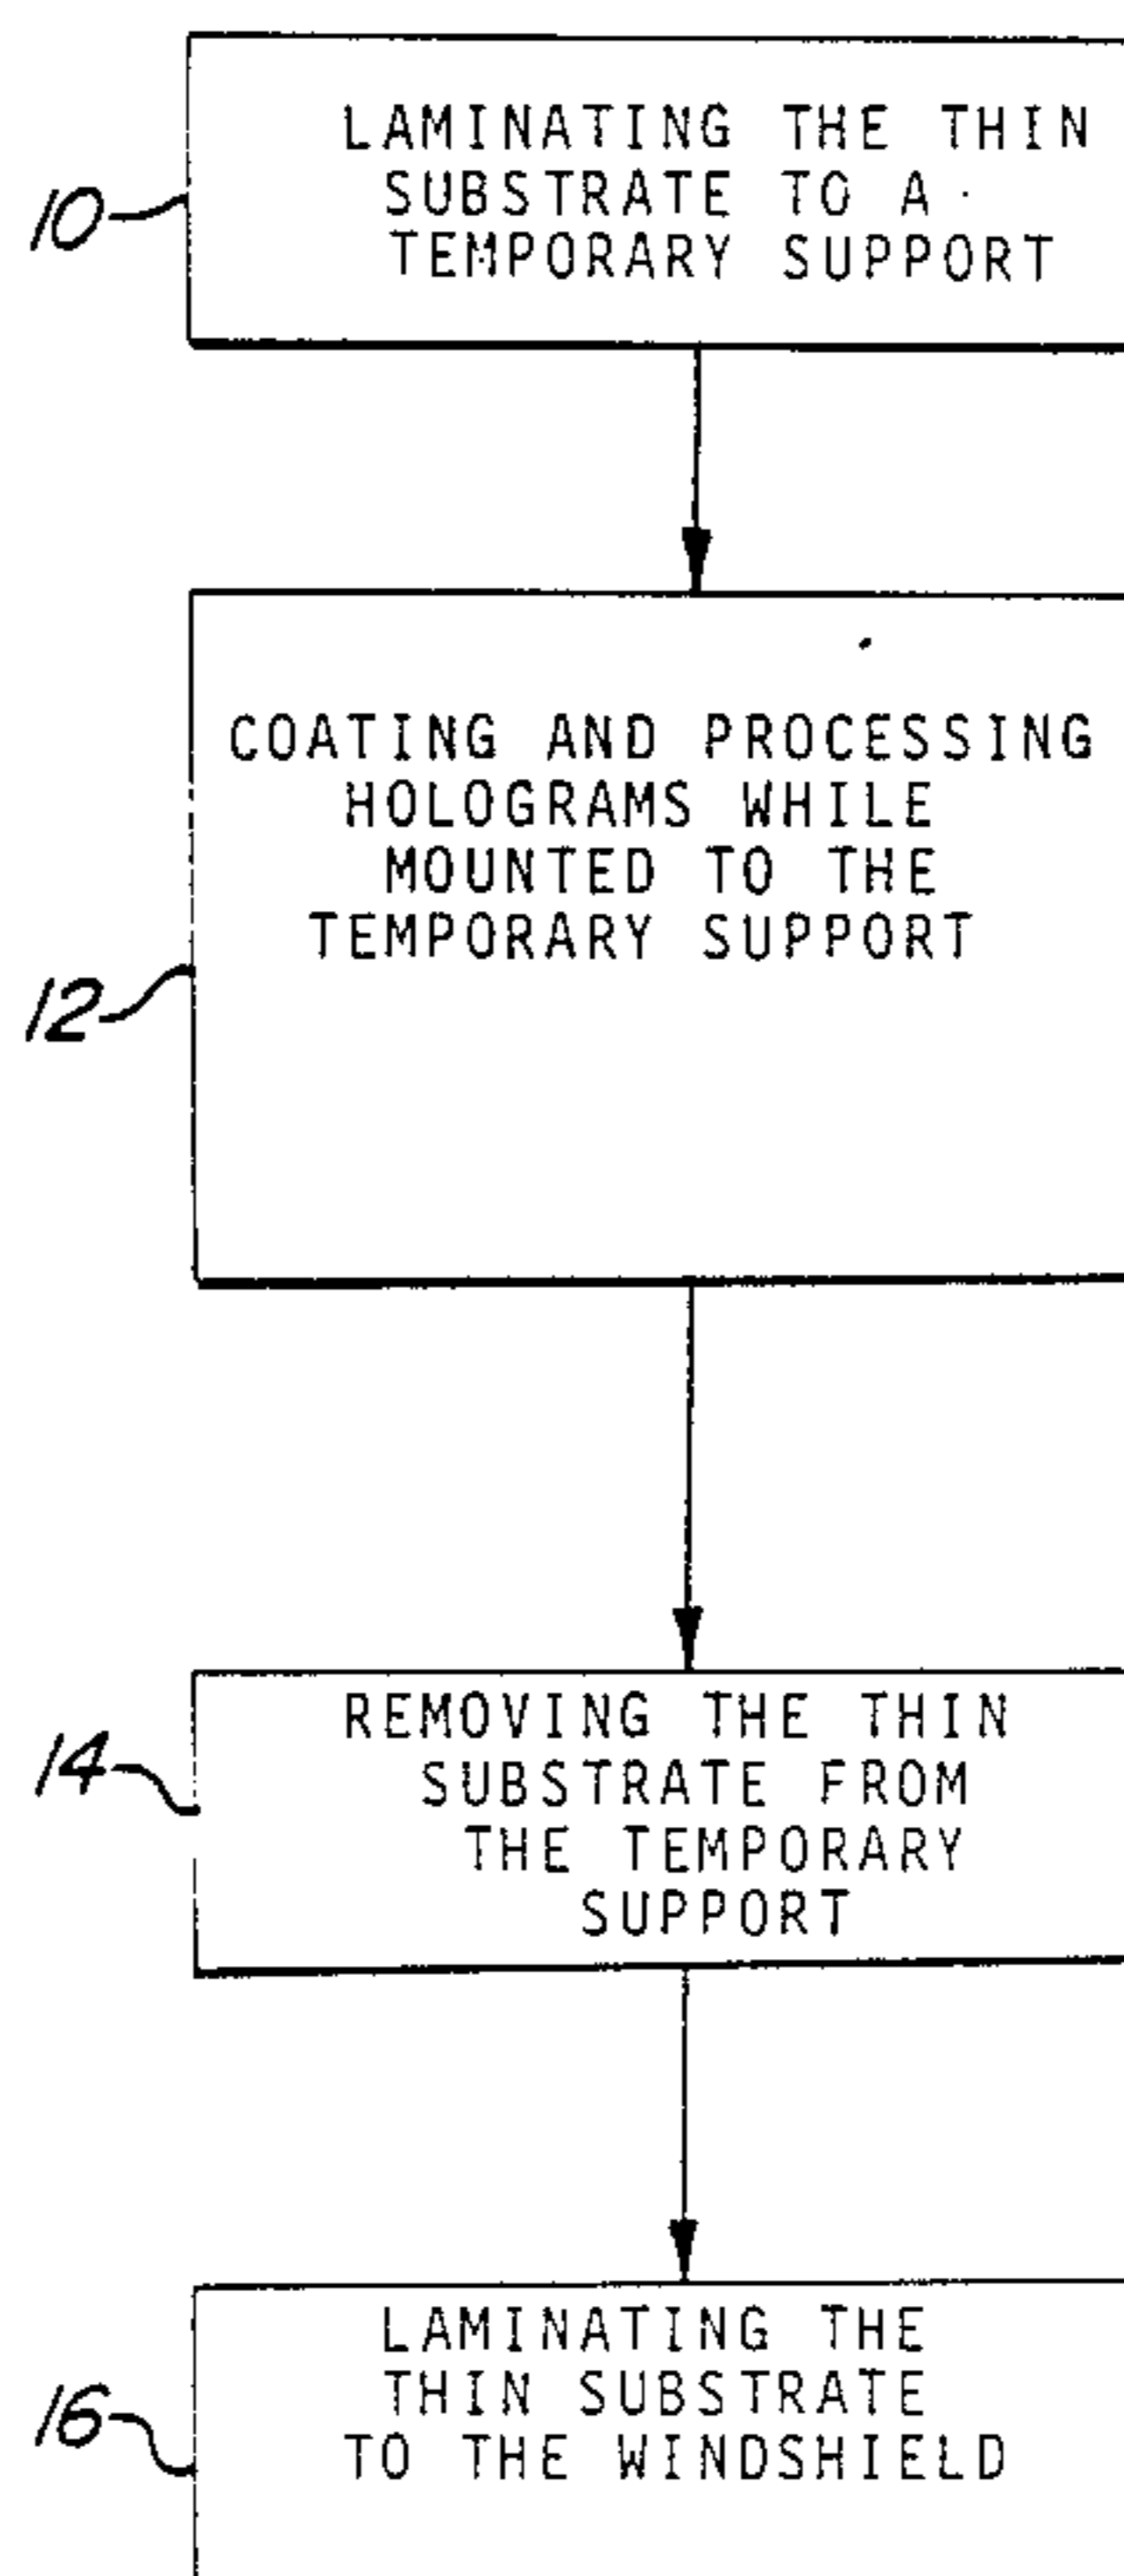 LAMINATING THE THIN
SUBSTRATE TO A
TEMPORARY SUPPORT
10
COATING AND PROCESSING
HOLOGRAMS WHILE
MOUNTED TO THE
TEMPORARY SUPPORT
12
REMOVING THE THIN
SUBSTRATE FROM
THE TEMPORARY
SUPPORT
14
LAMINATING THE
THIN SUBSTRATE
TO THE WINDSHIELD
16